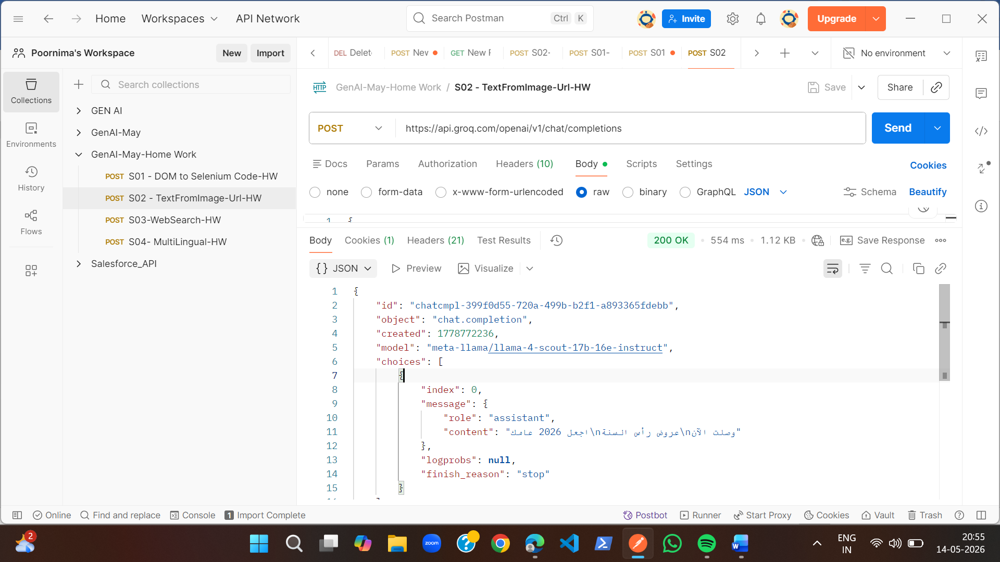 Home
Workspaces
API Network
Search Postman
Ctrl
K
Invite
Upgrade
Poornima's Workspace
New
Import
DEL Delet
POST Nev
GET New F
POST S02-
POST S01-
POST S01
POST S02
No environment
Collections
Environments
History
Flows
Search collections
GEN AI
GenAI-May
GenAI-May-Home Work
POST S01 - DOM to Selenium Code-HW
POST S02 - TextFromImage-Url-HW
POST S03-WebSearch-HW
POST S04- MultiLingual-HW
Salesforce_API
HTTP GenAI-May-Home Work / S02 - TextFromImage-Url-HW
Save
Share
POST
https://api.groq.com/openai/v1/chat/completions
Send
Docs
Params
Authorization
Headers (10)
Body
Scripts
Settings
Cookies
none
form-data
x-www-form-urlencoded
raw
binary
GraphQL
JSON
Schema
Beautify
1 {
Body
Cookies (1)
Headers (21)
Test Results
200 OK
554 ms
1.12 KB
e.g. Save Response
{} JSON
Preview
Visualize
1 {
2 "id": "chatcmpl-399f0d55-720a-499b-b2f1-a893365fdebb",
3 "object": "chat.completion",
4 "created": 1778772236,
5 "model": "meta-llama/llama-4-scout-17b-16e-instruct",
6 "choices": [
7 {
8 "index": 0,
9 "message": {
10 "role": "assistant",
11 "content": "اجعل 2026 عامك\nعروض رأس السنة\nوصلت الآن"
12 },
13 "logprobs": null,
14 "finish_reason": "stop"
15 }
Online
Find and replace
Console
1 Import Complete
Postbot
Runner
Start Proxy
Cookies
Vault
Trash
2
zoom
ENG
IN
20:55
14-05-2026